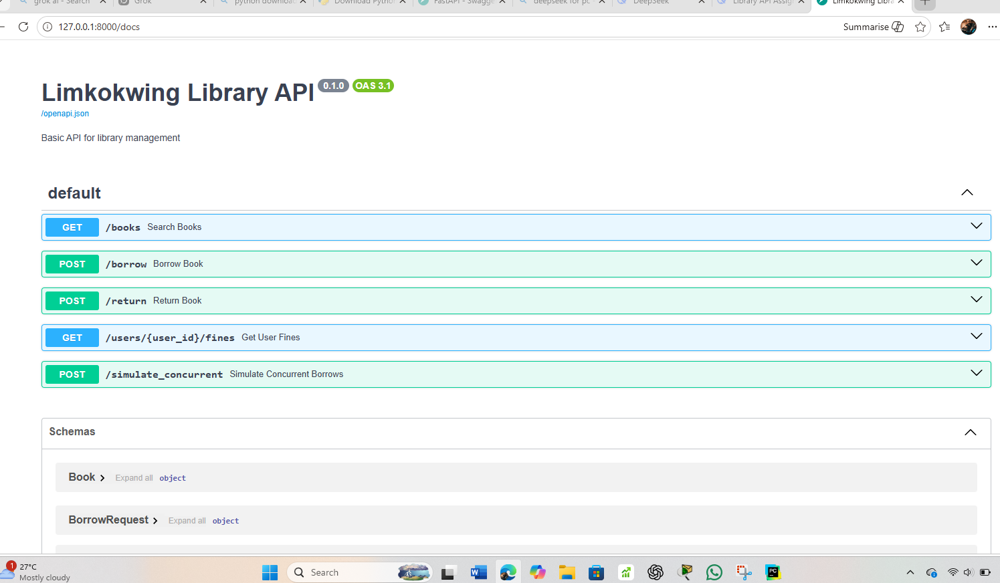 grok ai - Search
Grok
python download
Download Python
FastAPI - Swagge
deepseek for pc -
DeepSeek
Library API Assig
Limkokwing Libra
127.0.0.1:8000/docs
Summarise
Limkokwing Library API 0.1.0 OAS 3.1
/openapi.json
Basic API for library management
default
GET /books Search Books
POST /borrow Borrow Book
POST /return Return Book
GET /users/{user_id}/fines Get User Fines
POST /simulate_concurrent Simulate Concurrent Borrows
Schemas
Book Expand all object
BorrowRequest Expand all object
1
27°C
Mostly cloudy
Search
W
PC